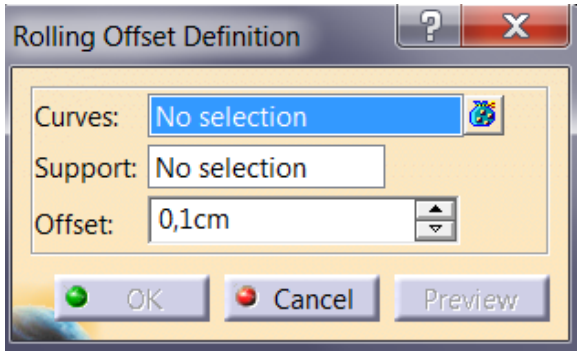 Rolling Offset Definition
Curves: No selection
Support: No selection
Offset: 0,1cm
OK Cancel Preview